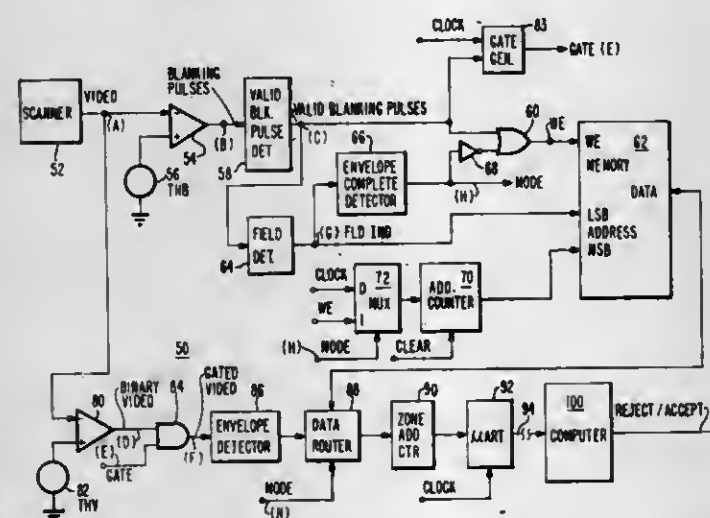 CLOCK
83
GATE
GEN.
GATE (E)
SCANNER
52
VIDEO
(A)
54
56
THB
BLANKING
PULSES
(B)
VALID
BLK.
PULSE
DET
58
VALID BLANKING PULSES
(C)
66
ENVELOPE
COMPLETE
DETECTOR
60
68
WE
MODE
(H)
WE 62
MEMORY
DATA
LSB
ADDRESS
MSB
FIELD
DET.
64
(G) FLD IND
CLOCK
WE
0 72
MUX
1
(H) MODE
ADD. 70
COUNTER
CLEAR
50
80
BINARY
VIDEO
(D)
(E)
GATE
82
THV
84
GATED
VIDEO
(F)
86
ENVELOPE
DETECTOR
88
DATA
ROUTER
MODE
(H)
90
ZONE
ADD
CTR
92
UART
CLOCK
94
100
COMPUTER
REJECT/ACCEPT